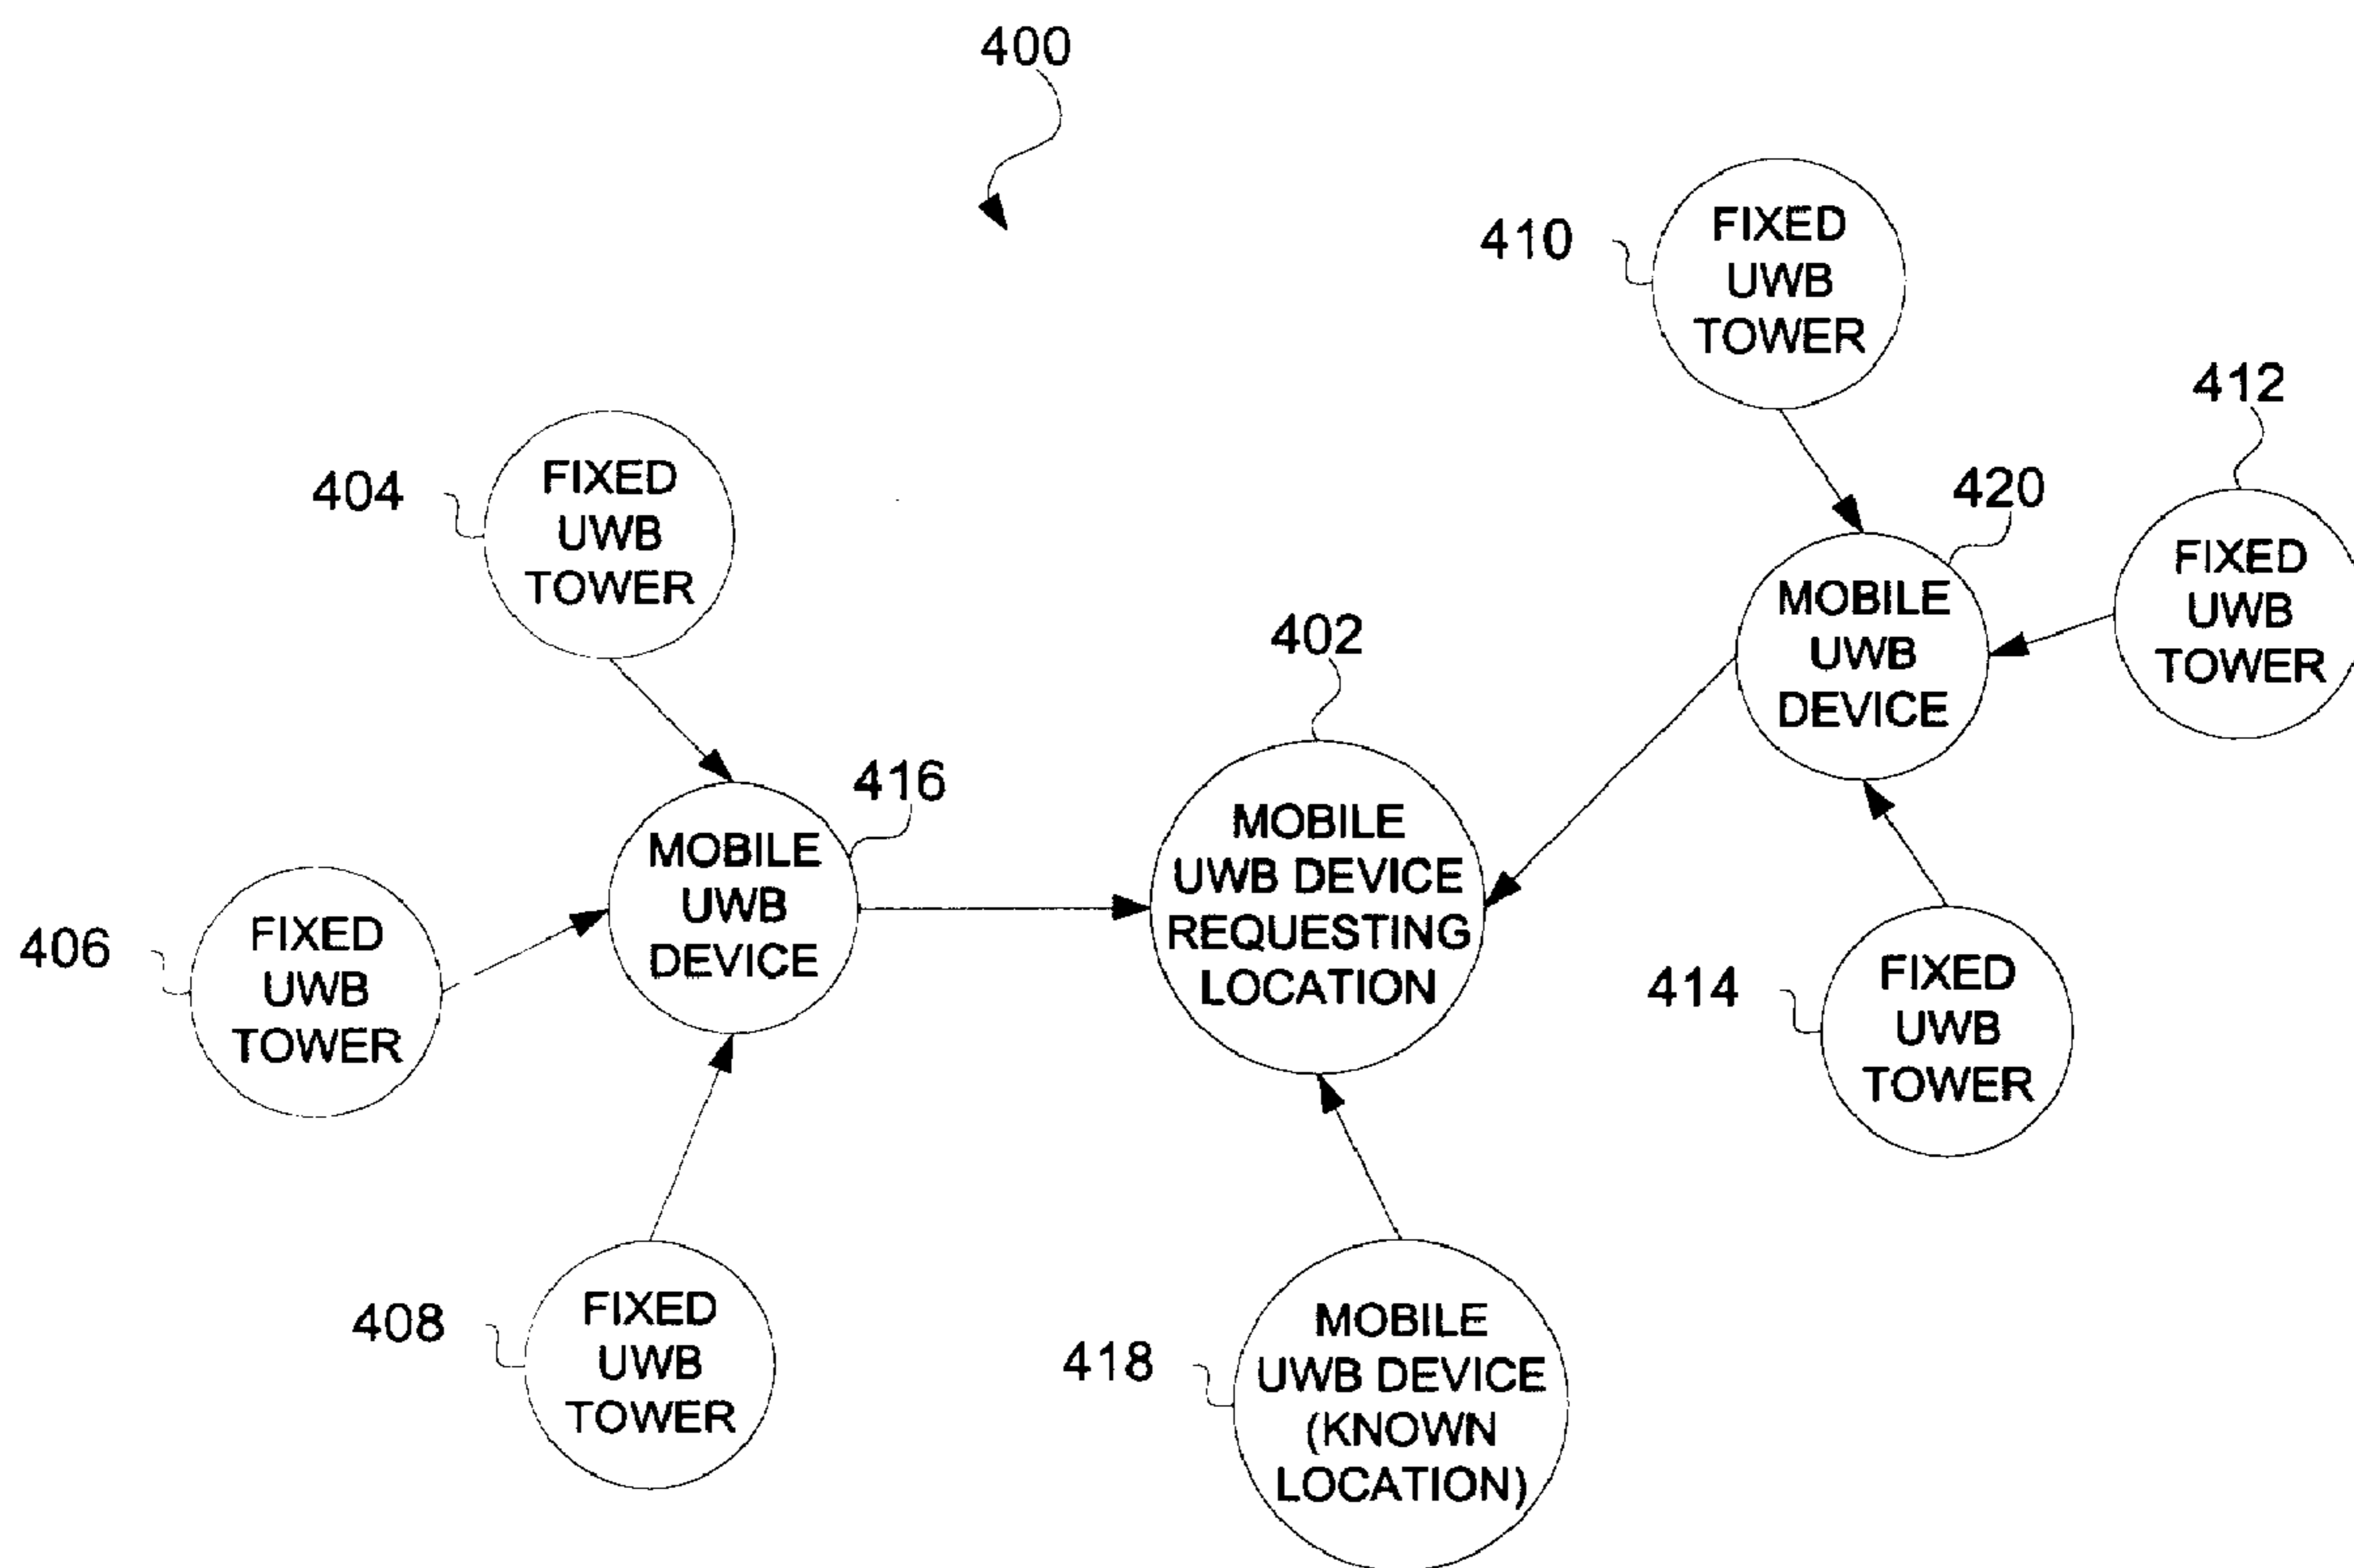 400
410
FIXED
UWB
TOWER
412
FIXED
UWB
TOWER
404
FIXED
UWB
TOWER
420
MOBILE
UWB
DEVICE
402
MOBILE
UWB DEVICE
REQUESTING
LOCATION
416
MOBILE
UWB
DEVICE
406
FIXED
UWB
TOWER
414
FIXED
UWB
TOWER
408
FIXED
UWB
TOWER
418
MOBILE
UWB DEVICE
(KNOWN
LOCATION)